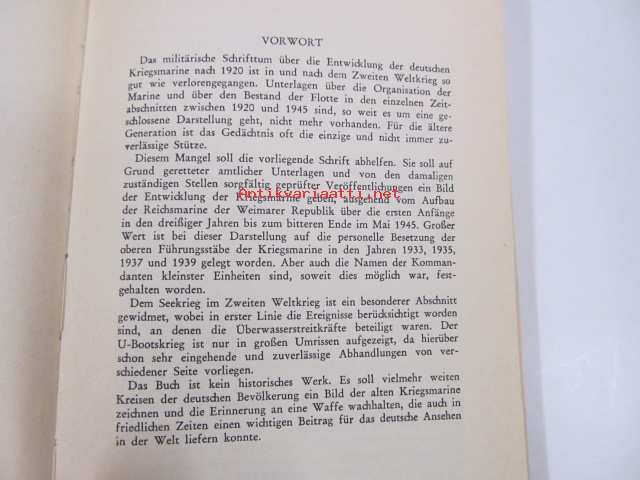 VORWORT
Das militärische Schrifttum über die Entwicklung der deutschen
Kriegsmarine nach 1920 ist in und nach dem Zweiten Weltkrieg so
gut wie verlorengegangen. Unterlagen über die Organisation der
Marine und über den Bestand der Flotte in den einzelnen Zeit-
abschnitten zwischen 1920 und 1945 sind, so weit es um eine ge-
schlossene Darstellung geht, nicht mehr vorhanden. Für die ältere
Generation ist das Gedächtnis oft die einzige und nicht immer zu-
verlässige Stütze.
Diesem Mangel soll die vorliegende Schrift abhelfen. Sie soll auf
Grund geretteter amtlicher Unterlagen und von den damaligen
zuständigen Stellen sorgfältig geprüfter Veröffentlichungen ein Bild
der Entwicklung der Kriegsmarine geben, ausgehend vom Aufbau
der Reichsmarine der Weimarer Republik über die ersten Anfänge
in den dreißiger Jahren bis zum bitteren Ende im Mai 1945. Großer
Wert ist bei dieser Darstellung auf die personelle Besetzung der
oberen Führungsstäbe der Kriegsmarine in den Jahren 1933, 1935,
1937 und 1939 gelegt worden. Aber auch die Namen der Komman-
danten kleinster Einheiten sind, soweit dies möglich war, fest-
gehalten worden.
Dem Seekrieg im Zweiten Weltkrieg ist ein besonderer Abschnitt
gewidmet, wobei in erster Linie die Ereignisse berücksichtigt worden
sind, an denen die Überwasserstreitkräfte beteiligt waren. Der
U-Bootskrieg ist nur in großen Umrissen aufgezeigt, da hierüber
schon sehr eingehende und zuverlässige Abhandlungen von ver-
schiedener Seite vorliegen.
Das Buch ist kein historisches Werk. Es soll vielmehr weiten
Kreisen der deutschen Bevölkerung ein Bild der alten Kriegsmarine
zeichnen und die Erinnerung an eine Waffe wachhalten, die auch in
friedlichen Zeiten einen wichtigen Beitrag für das deutsche Ansehen
in der Welt liefern konnte.
Antikvariaatti.net